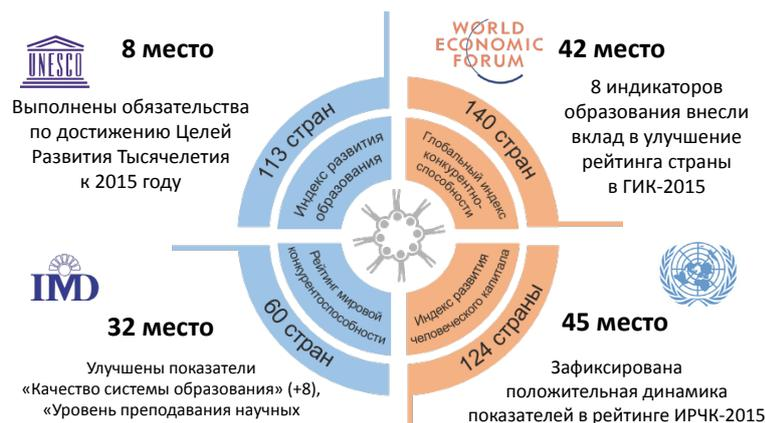 UNESCO
8 место
Выполнены обязательства
по достижению Целей
Развития Тысячелетия
к 2015 году
113 стран
Индекс развития
образования
WORLD
ECONOMIC
FORUM
42 место
8 индикаторов
образования внесли
вклад в улучшение
рейтинга страны
в ГИК-2015
140 стран
Глобальный индекс
конкурентно-
способности
IMD
32 место
Улучшены показатели
«Качество системы образования» (+8),
«Уровень преподавания научных
60 стран
Рейтинг мировой
конкурентоспособности
45 место
Зафиксирована
положительная динамика
показателей в рейтинге ИРЧК-2015
124 страны
Индекс развития
человеческого капитала